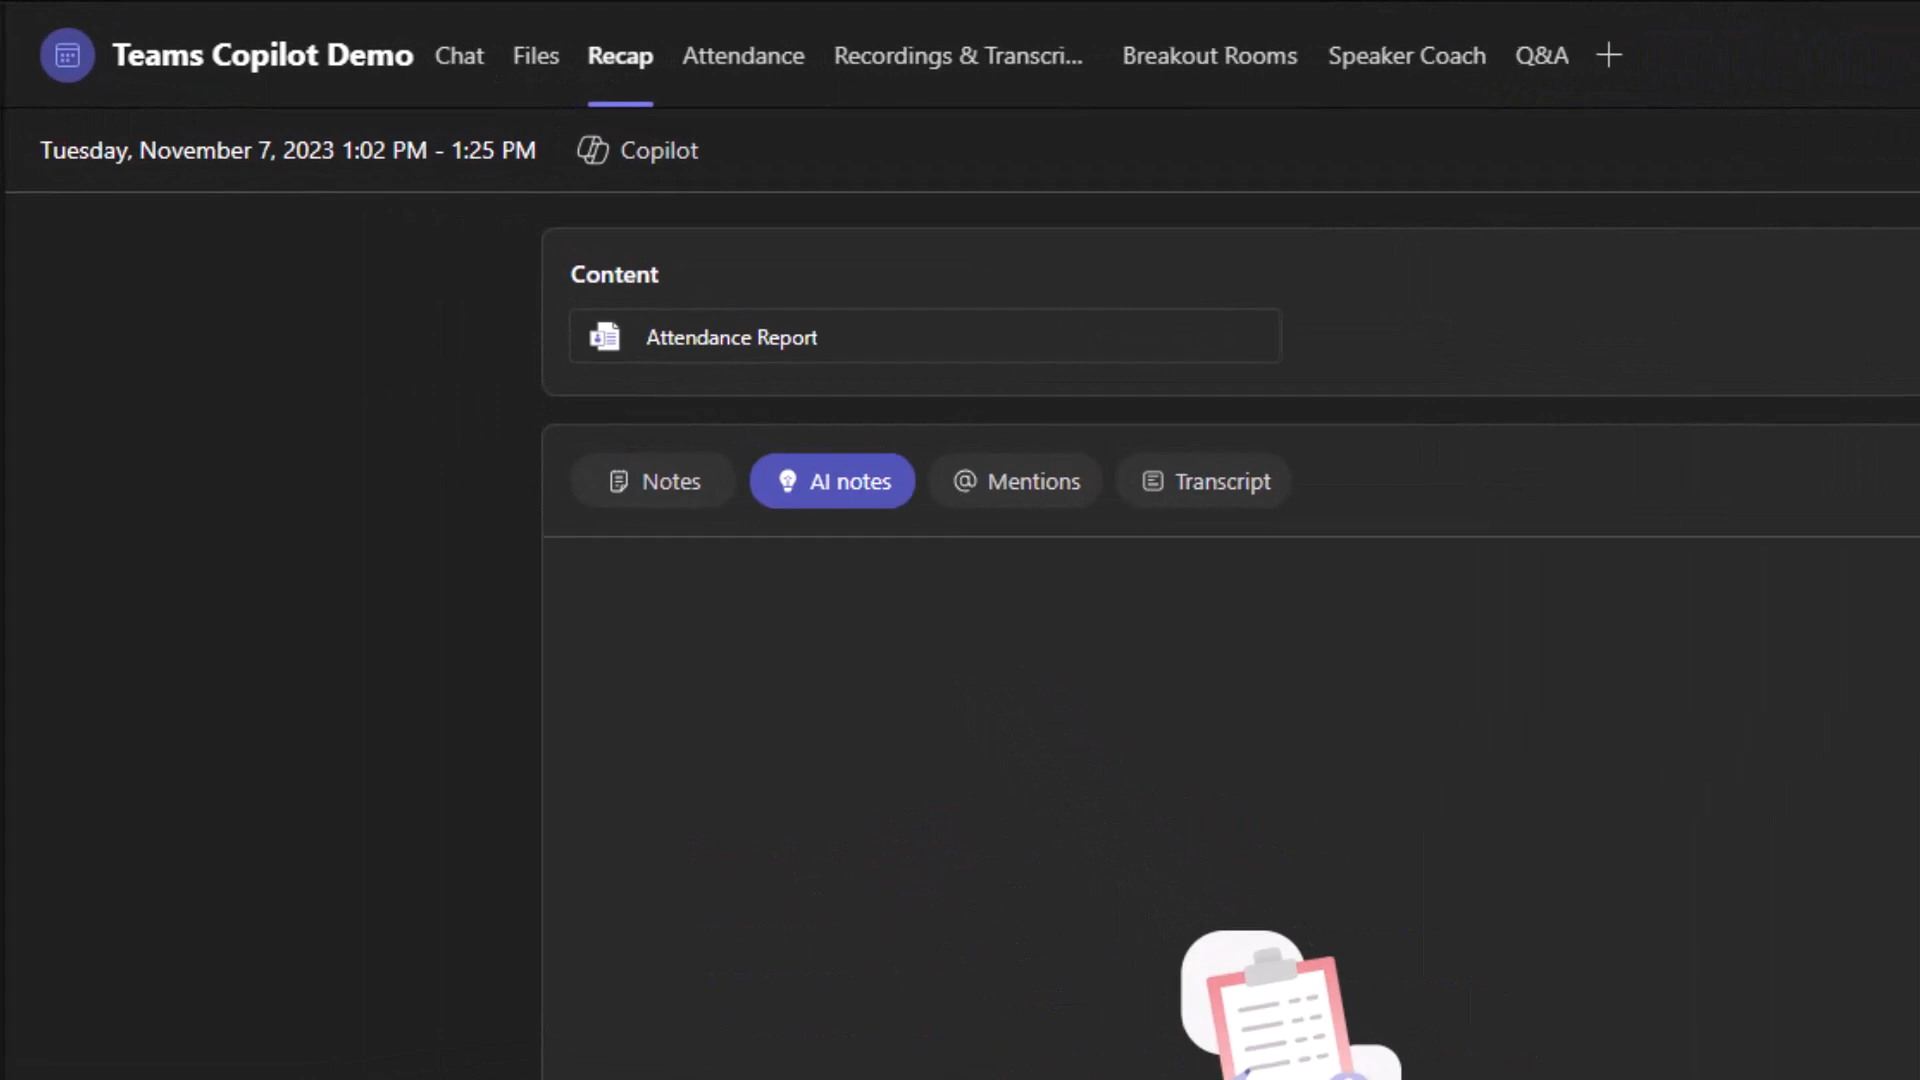 Teams Copilot Demo Chat Files Recap Attendance Recordings & Transcri... Breakout Rooms Speaker Coach Q&A
Tuesday, November 7, 2023 1:02 PM - 1:25 PM Copilot
Content
Attendance Report
Notes AI notes Mentions Transcript